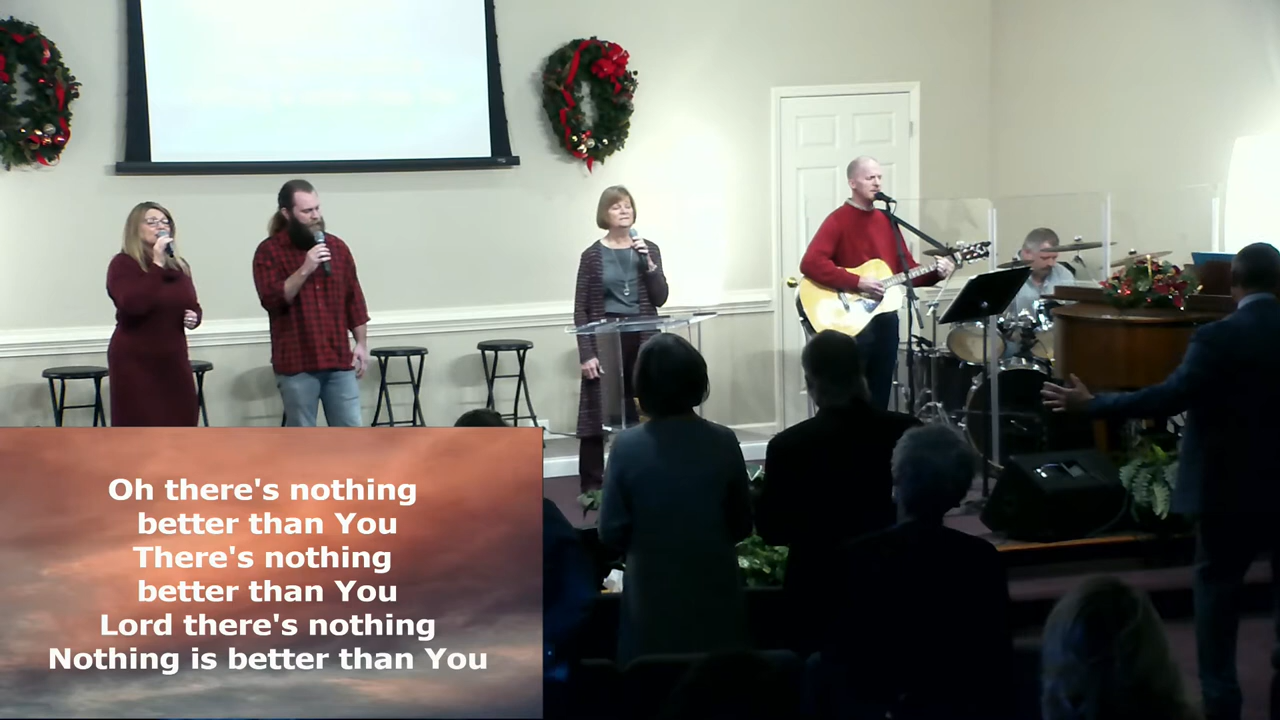 Oh there's nothing
better than You
There's nothing
better than You
Lord there's nothing
Nothing is better than You